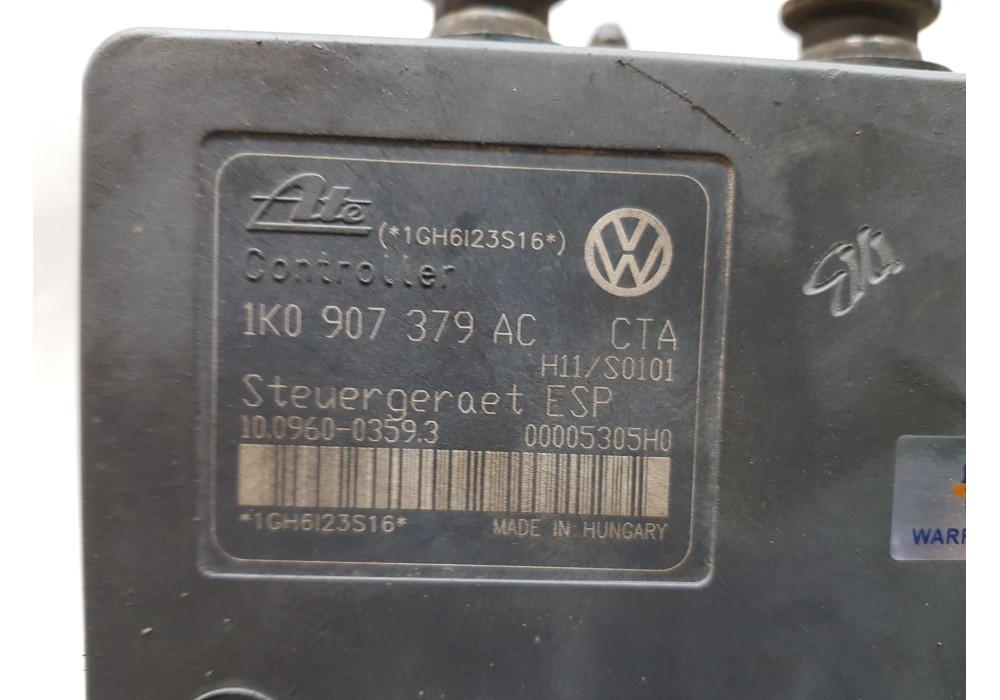 Ate
(*1GH6I23S16*)
Controller
1K0 907 379 AC CTA
H11/S0101
Steuergeraet ESP
10.0960-0359.3 00005305H0
*1GH6I23S16* MADE IN HUNGARY